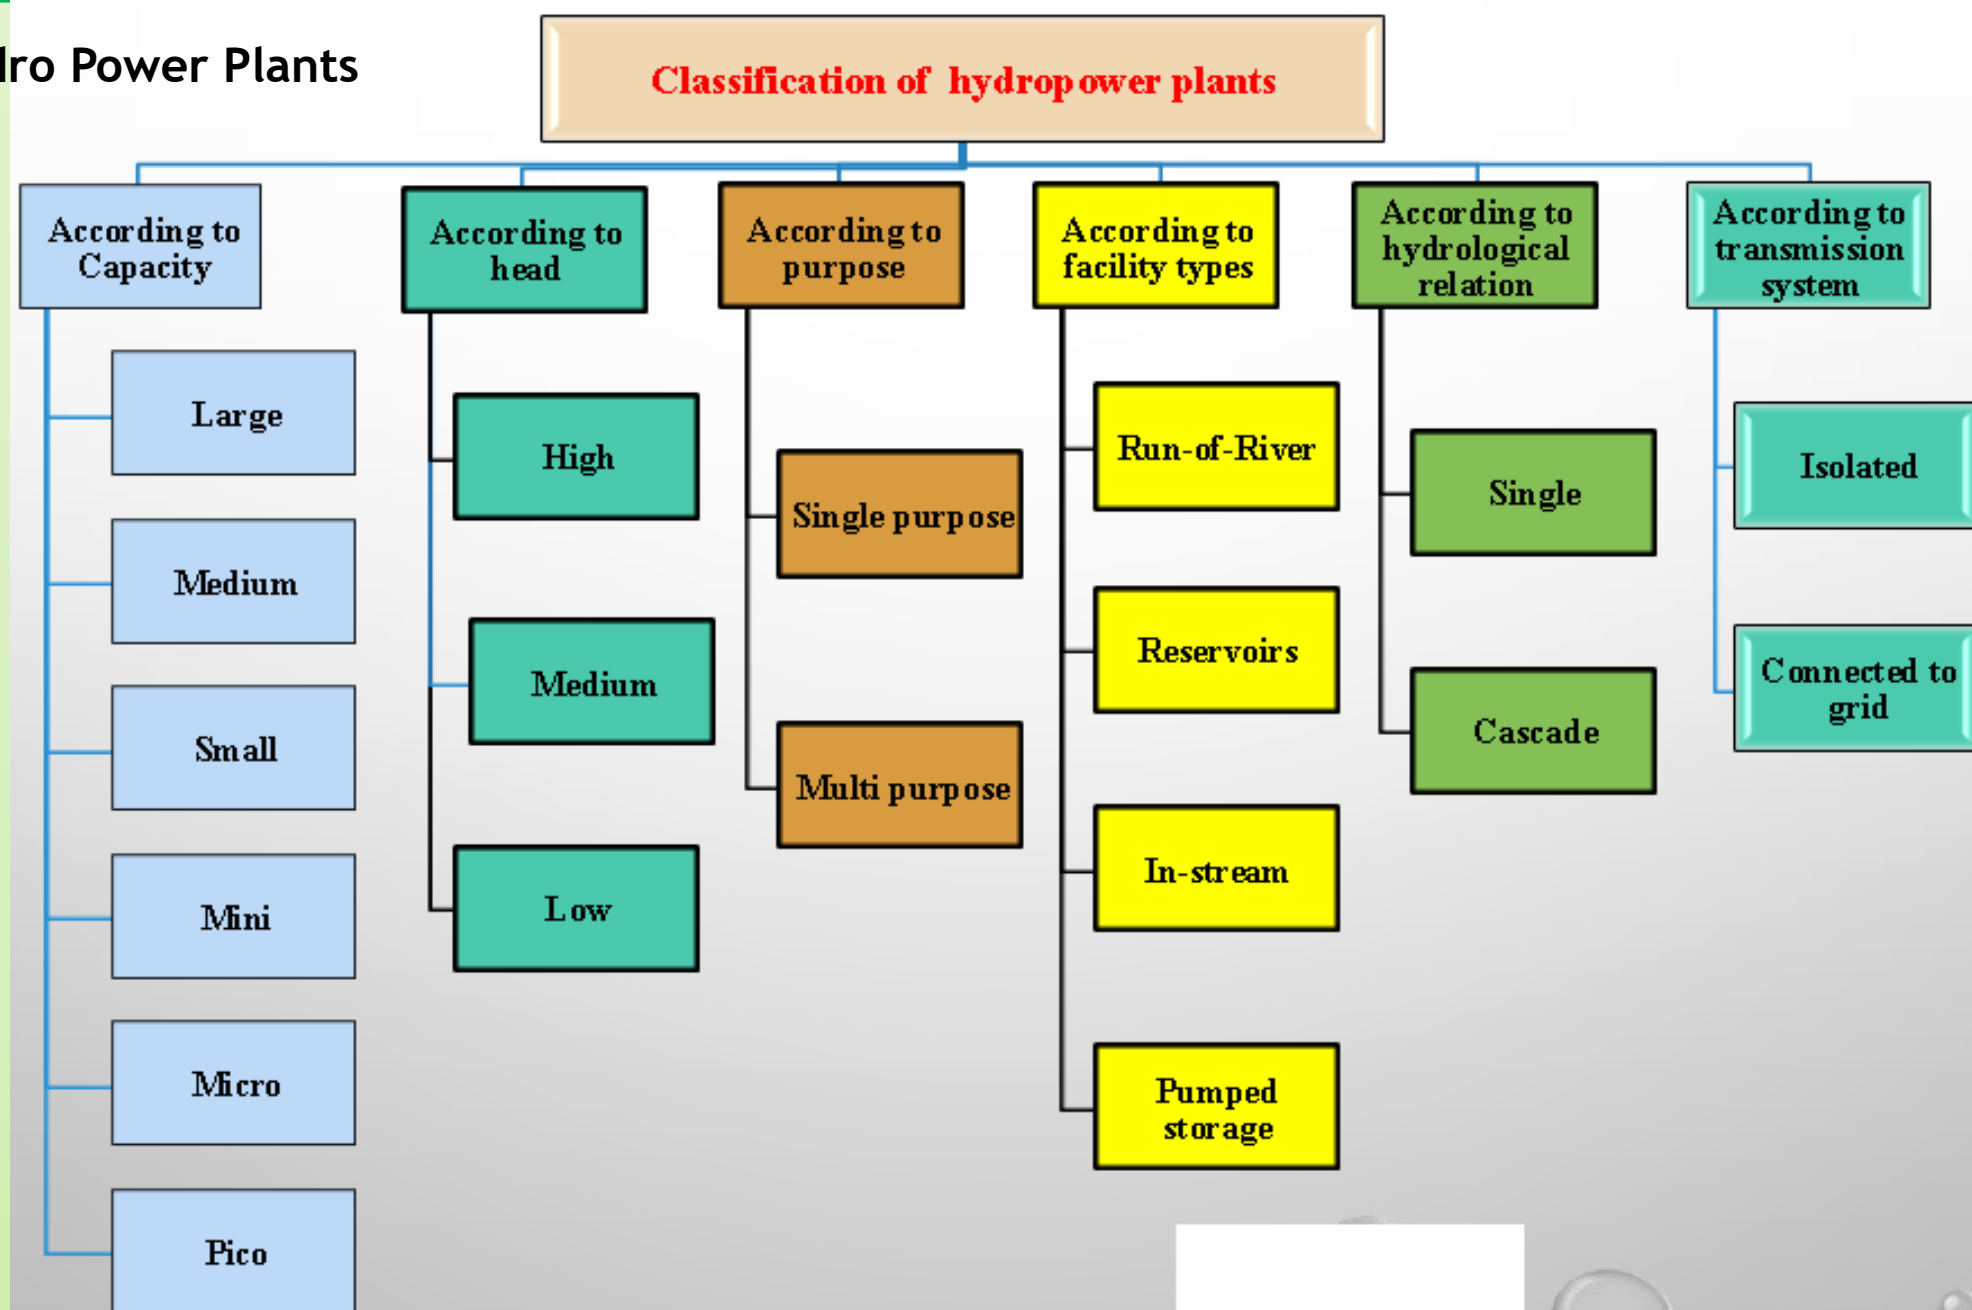 Power Plants
Classification of hydropower plants
According to
Capacity
Large
Medium
Small
Mini
Micro
Pico
According to
head
High
Medium
Low
According to
purpose
Single purpose
Multi purpose
According to
facility types
Run-of-River
Reservoirs
In-stream
Pumped
storage
According to
hydrological
relation
Single
Cascade
According to
transmission
system
Isolated
Connected to
grid